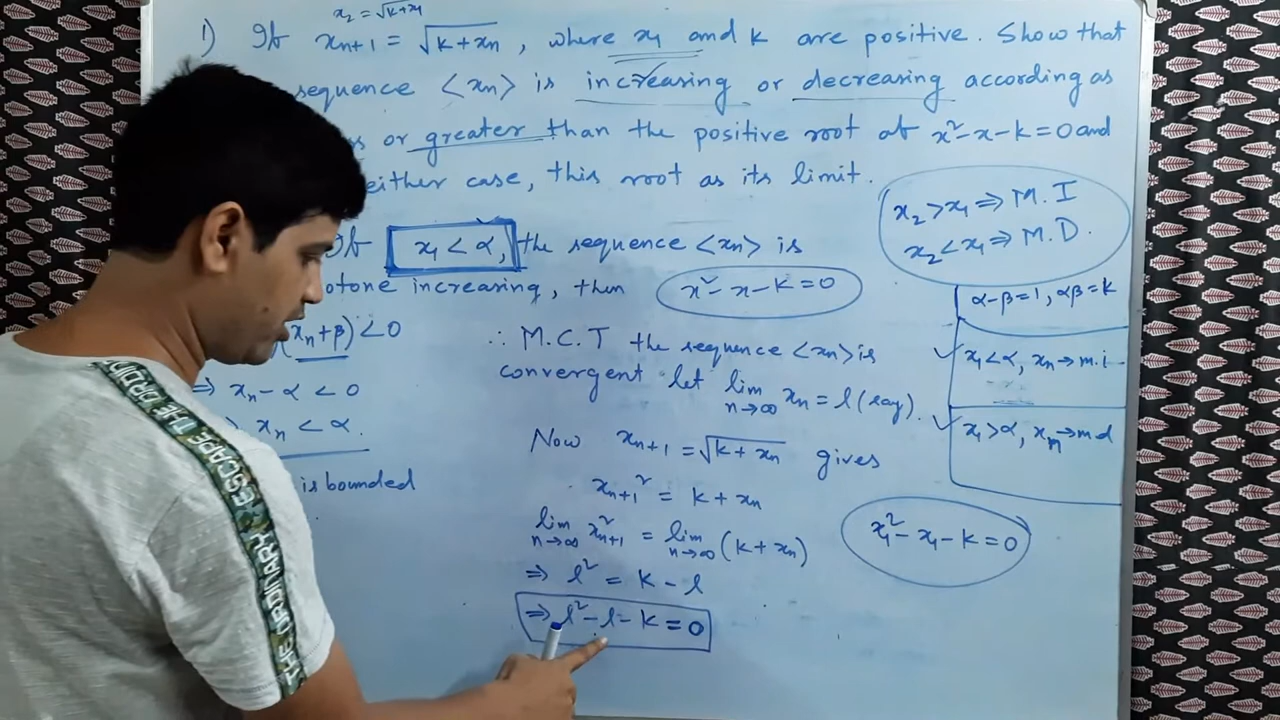 x₂ = √k+x₁
1) If xₙ₊₁ = √k+xₙ, where x₁ and k are positive. Show that
sequence <xₙ> is increasing or decreasing according as
or greater than the positive root of x²-x-k=0 and
either case, this root as its limit.
x₂>x₁ ⇒ M.I
x₂<x₁ ⇒ M.D.
If x₁<α, the sequence <xₙ> is
otone increasing, then
x²-x-k=0
(xₙ+β)<0
⇒ xₙ-α<0
xₙ<α.
is bounded
∴ M.C.T the sequence <xₙ> is
convergent let lim n→∞ xₙ = l (say).
Now xₙ₊₁ = √k+xₙ gives
xₙ₊₁² = k+xₙ
lim n→∞ xₙ₊₁² = lim n→∞ (k+xₙ)
⇒ l² = k-l
⇒ l²-l-k=0
α-β=1, αβ=k
✓ x₁<α, xₙ→m.i
✓ x₁>α, xₙ→m d
x₁²-x₁-k=0
THE ORDINARY ESCAPE THE ORDIN